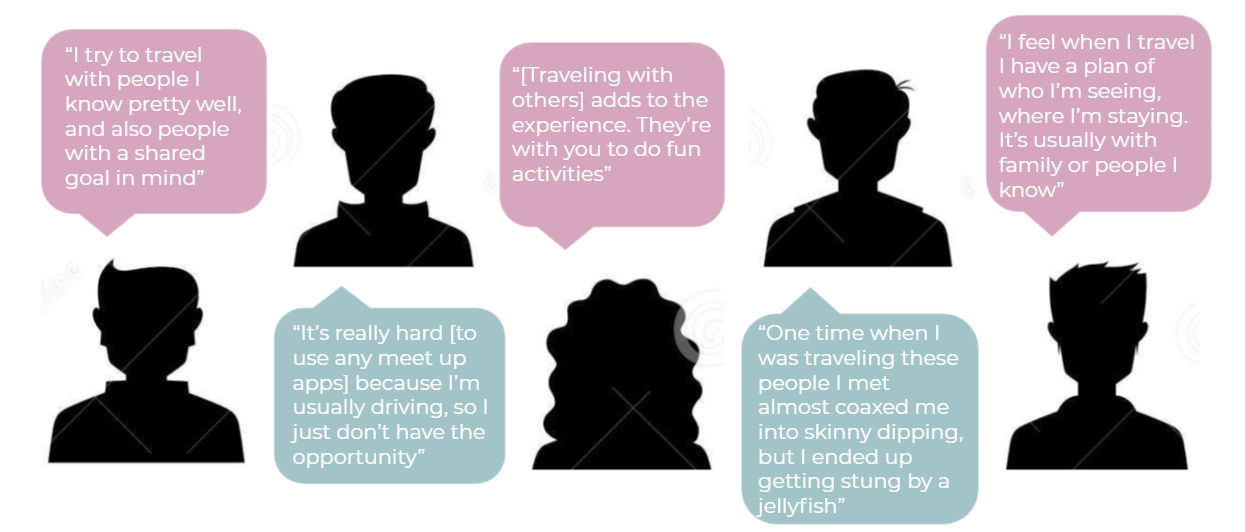 “I try to travel
with people I
know pretty well,
and also people
with a shared
goal in mind”
“It’s really hard [to
use any meet up
apps] because I’m
usually driving, so I
just don’t have the
opportunity”
“[Traveling with
others] adds to the
experience. They’re
with you to do fun
activities”
“One time when I
was traveling these
people I met
almost coaxed me
into skinny dipping,
but I ended up
getting stung by a
jellyfish”
“I feel when I travel
I have a plan of
who I’m seeing,
where I’m staying.
It’s usually with
family or people I
know”